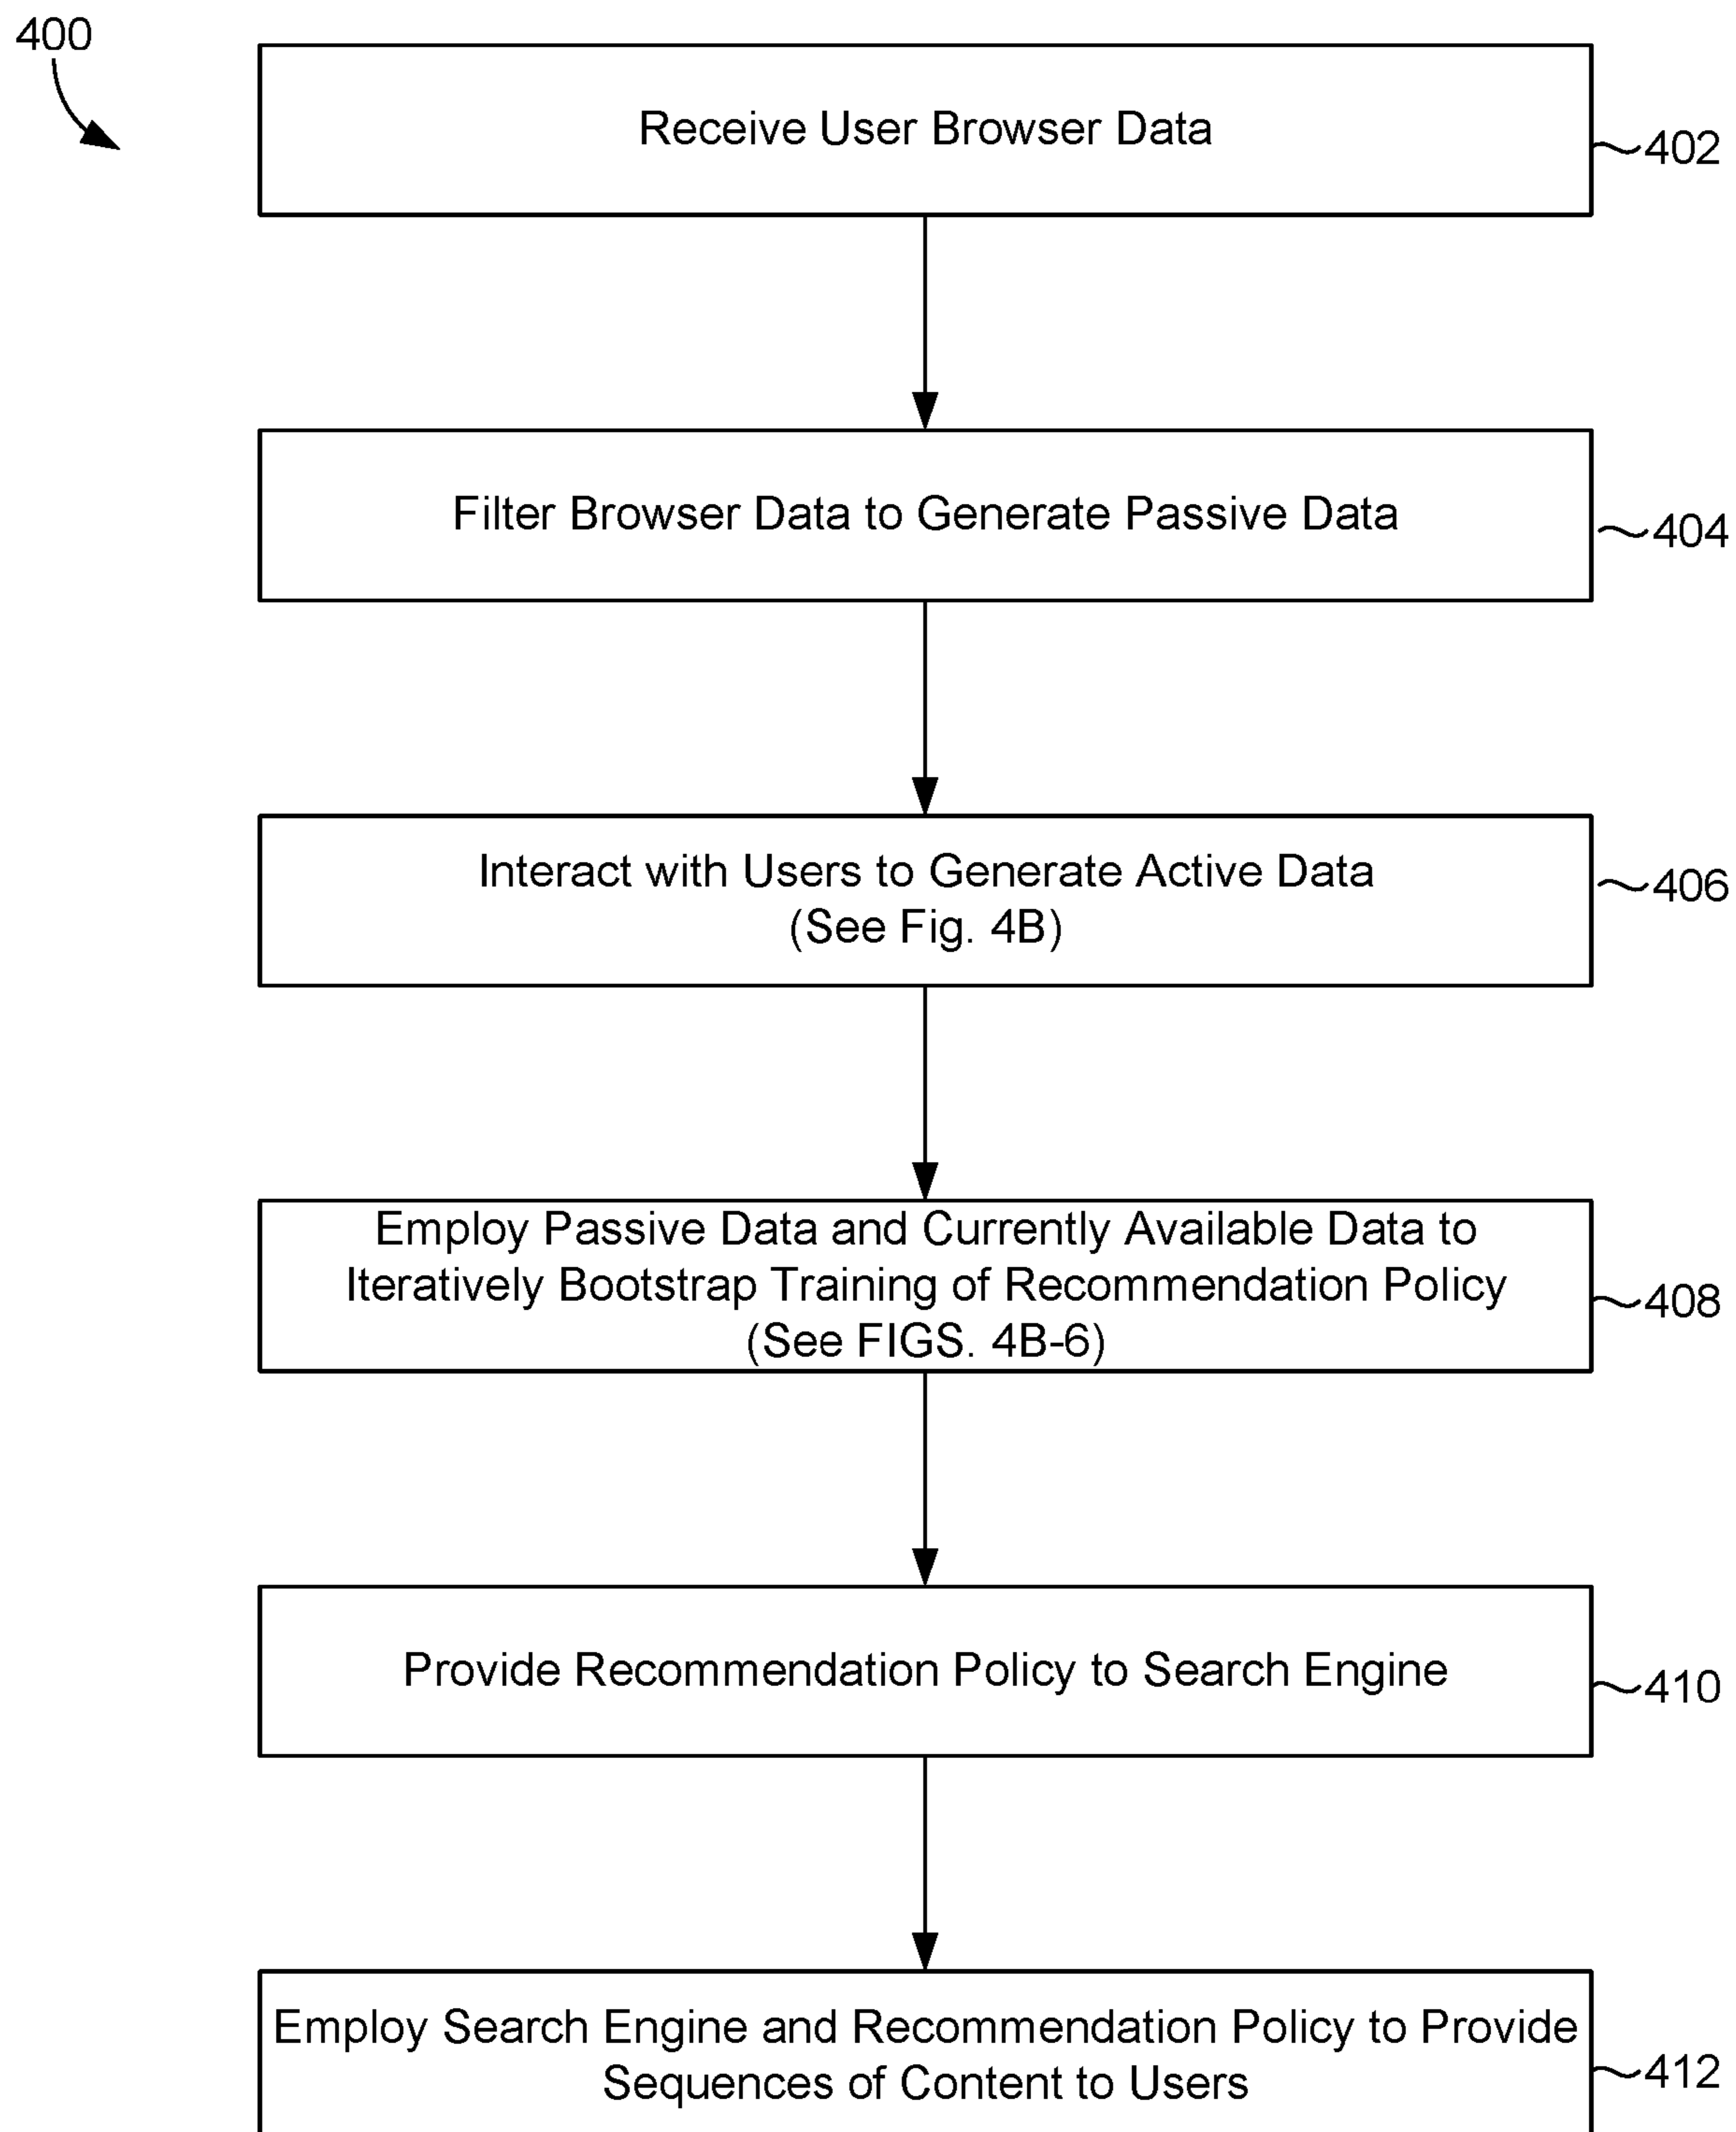 400
Receive User Browser Data
402
Filter Browser Data to Generate Passive Data
404
Interact with Users to Generate Active Data
(See Fig. 4B)
406
Employ Passive Data and Currently Available Data to
Iteratively Bootstrap Training of Recommendation Policy
(See FIGS. 4B-6)
408
Provide Recommendation Policy to Search Engine
410
Employ Search Engine and Recommendation Policy to Provide
Sequences of Content to Users
412